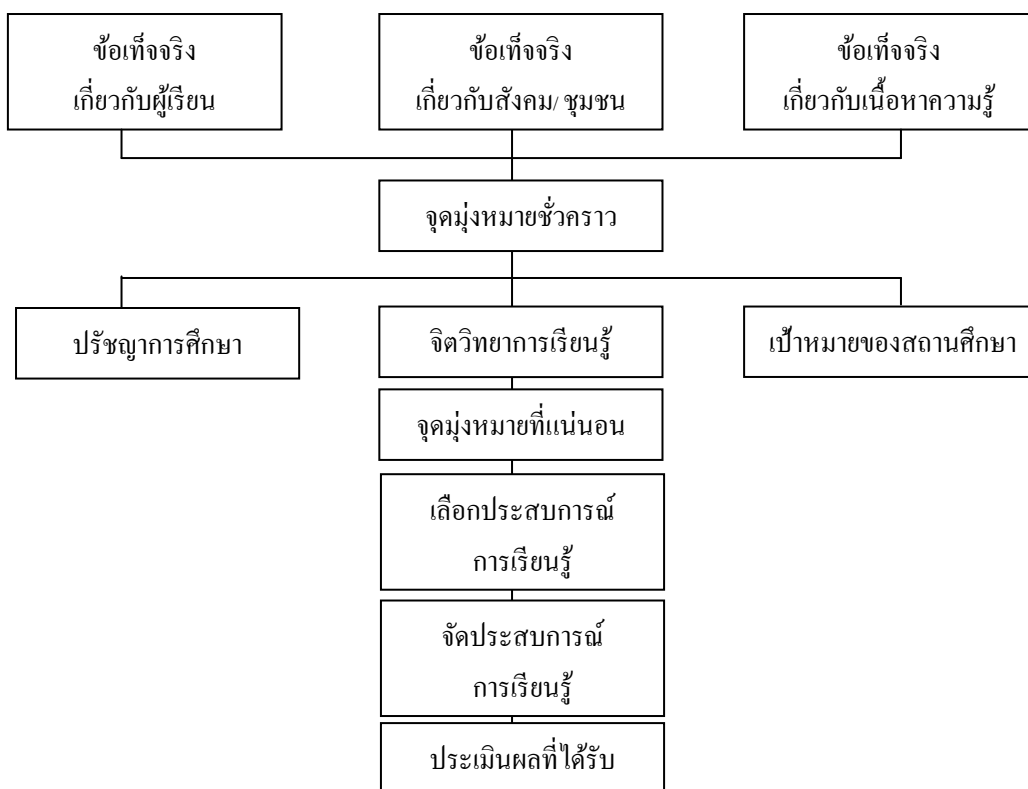 ข้อเท็จจริง
เกี่ยวกับผู้เรียน
ข้อเท็จจริง
เกี่ยวกับสังคม/ ชุมชน
ข้อเท็จจริง
เกี่ยวกับเนื้อหาความรู้
จุดมุ่งหมายชั่วคราว
ปรัชญาการศึกษา
จิตวิทยาการเรียนรู้
เป้าหมายของสถานศึกษา
จุดมุ่งหมายที่แน่นอน
เลือกประสบการณ์
การเรียนรู้
จัดประสบการณ์
การเรียนรู้
ประเมินผลที่ได้รับ